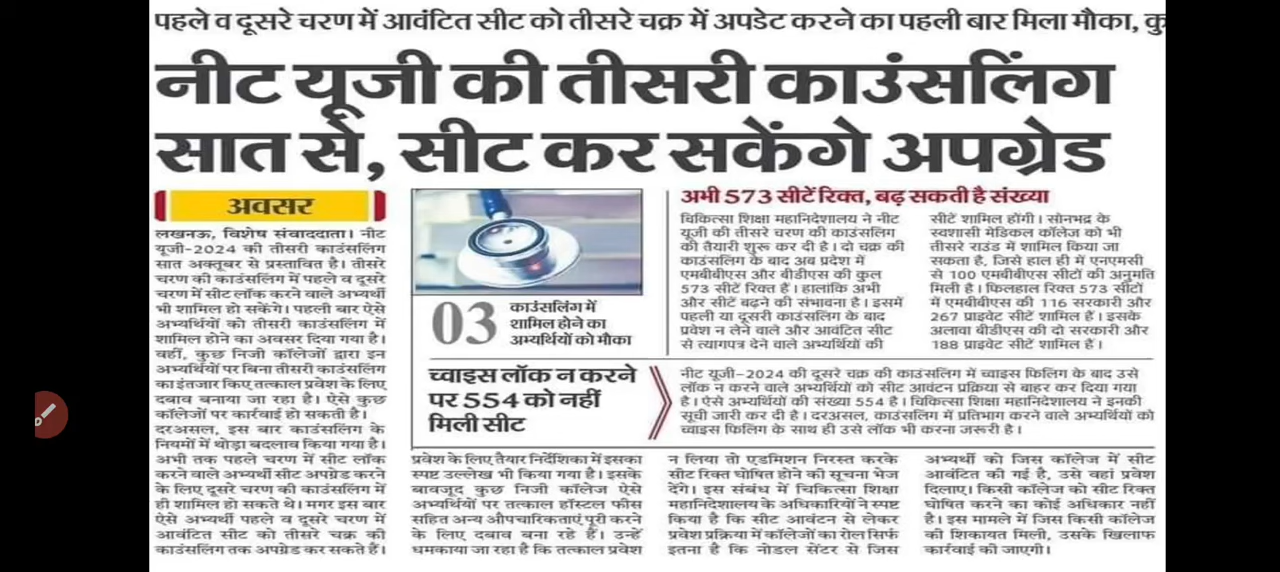 पहले व दूसरे चरण में आवंटित सीट को तीसरे चक्र में अपडेट करने का पहली बार मिला मौका,
नीट यूजी की तीसरी काउंसलिंग
सात से, सीट कर सकेंगे अपग्रेड
अवसर
लखनऊ, विशेष संवाददाता। नीट
यूजी-2024 की तीसरी काउंसलिंग
सात अक्तूबर से प्रस्तावित है। तीसरे
चरण की काउंसलिंग में पहले व दूसरे
चरण में सीट लॉक करने वाले अभ्यर्थी
भी शामिल हो सकेंगे। पहली बार ऐसे
अभ्यर्थियों को तीसरी काउंसलिंग में
शामिल होने का अवसर दिया गया है।
वहीं, कुछ निजी कॉलेजों द्वारा इन
अभ्यर्थियों पर बिना तीसरी काउंसलिंग
का इंतजार किए तत्काल प्रवेश के लिए
दबाव बनाया जा रहा है। ऐसे कुछ
कॉलेजों पर कार्रवाई हो सकती है।
दरअसल, इस बार काउंसलिंग के
नियमों में थोड़ा बदलाव किया गया है।
अभी तक पहले चरण में सीट लॉक
करने वाले अभ्यर्थी सीट अपग्रेड करने
के लिए दूसरे चरण की काउंसलिंग में
ही शामिल हो सकते थे। मगर इस बार
ऐसे अभ्यर्थी पहले व दूसरे चरण में
आवंटित सीट को तीसरे चक्र की
काउंसलिंग तक अपग्रेड कर सकते हैं।
03
काउंसलिंग में
शामिल होने का
अभ्यर्थियों को मौका
अभी 573 सीटें रिक्त, बढ़ सकती है संख्या
चिकित्सा शिक्षा महानिदेशालय ने नीट
यूजी की तीसरे चरण की काउंसलिंग
की तैयारी शुरू कर दी है। दो चक्र की
काउंसलिंग के बाद अब प्रदेश में
एमबीबीएस और बीडीएस की कुल
573 सीटें रिक्त हैं। हालांकि अभी
और सीटें बढ़ने की संभावना है। इसमें
पहली या दूसरी काउंसलिंग के बाद
प्रवेश न लेने वाले और आवंटित सीट
से त्यागपत्र देने वाले अभ्यर्थियों की
सीटें शामिल होंगी। सोनभद्र के
स्वशासी मेडिकल कॉलेज को भी
तीसरे राउंड में शामिल किया जा
सकता है, जिसे हाल ही में एनएमसी
से 100 एमबीबीएस सीटों की अनुमति
मिली है। फिलहाल रिक्त 573 सीटों
में एमबीबीएस की 116 सरकारी और
267 प्राइवेट सीटें शामिल हैं। इसके
अलावा बीडीएस की दो सरकारी और
188 प्राइवेट सीटें शामिल हैं।
च्वाइस लॉक न करने
पर 554 को नहीं
मिली सीट
नीट यूजी-2024 की दूसरे चक्र की काउंसलिंग में च्वाइस फिलिंग के बाद उसे
लॉक न करने वाले अभ्यर्थियों को सीट आवंटन प्रक्रिया से बाहर कर दिया गया
है। ऐसे अभ्यर्थियों की संख्या 554 है। चिकित्सा शिक्षा महानिदेशालय ने इनकी
सूची जारी कर दी है। दरअसल, काउंसलिंग में प्रतिभाग करने वाले अभ्यर्थियों को
च्वाइस फिलिंग के साथ ही उसे लॉक भी करना जरूरी है।
प्रवेश के लिए तैयार निर्देशिका में इसका
स्पष्ट उल्लेख भी किया गया है। इसके
बावजूद कुछ निजी कॉलेज ऐसे
अभ्यर्थियों पर तत्काल हॉस्टल फीस
सहित अन्य औपचारिकताएं पूरी करने
के लिए दबाव बना रहे हैं। उन्हें
धमकाया जा रहा है कि तत्काल प्रवेश
न लिया तो एडमिशन निरस्त करके
सीट रिक्त घोषित होने की सूचना भेज
देंगे। इस संबंध में चिकित्सा शिक्षा
महानिदेशालय के अधिकारियों ने स्पष्ट
किया है कि सीट आवंटन से लेकर
प्रवेश प्रक्रिया में कॉलेजों का रोल सिर्फ
इतना है कि नोडल सेंटर से जिस
अभ्यर्थी को जिस कॉलेज में सीट
आवंटित की गई है, उसे वहां प्रवेश
दिलाए। किसी कॉलेज को सीट रिक्त
घोषित करने का कोई अधिकार नहीं
है। इस मामले में जिस किसी कॉलेज
की शिकायत मिली, उसके खिलाफ
कार्रवाई की जाएगी।